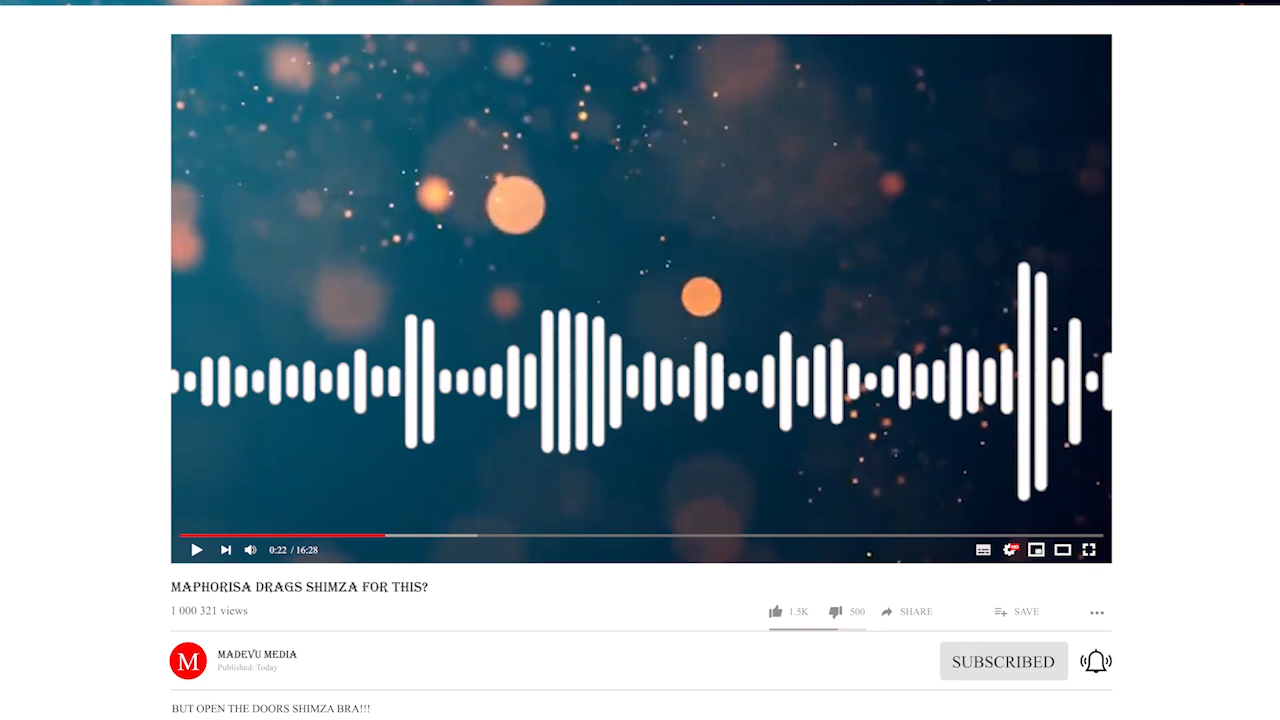 0:22 / 16:28
MAPHORISA DRAGS SHIMZA FOR THIS?
1 000 321 views
1.5K 500 SHARE SAVE
M
MADEVU MEDIA
Published: Today
SUBSCRIBED
BUT OPEN THE DOORS SHIMZA BRA!!!